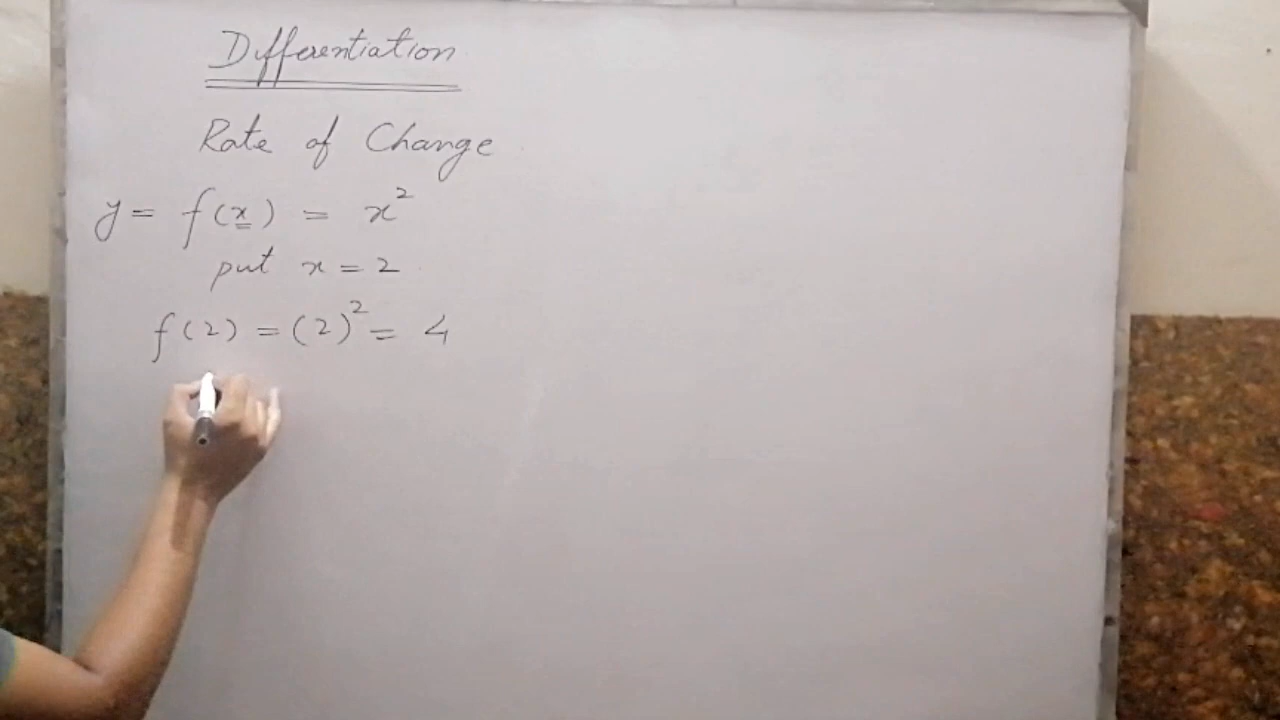 Differentiation
Rate of Change
y = f(x) = x²
put x = 2
f(2) = (2)² = 4